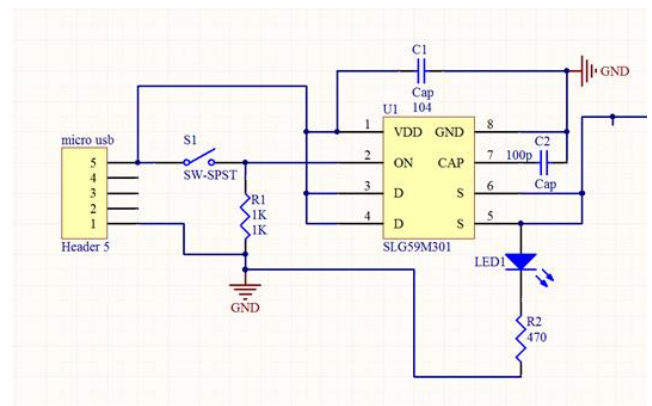 C1
Cap
104
GND
U1
micro usb
S1
SW-SPST
5
4
3
2
1
Header 5
R1
1K
1K
GND
1 VDD GND 8
2 ON CAP 7
3 D S 6
4 D S 5
SLG59M301
C2
100p
Cap
LED1
R2
470